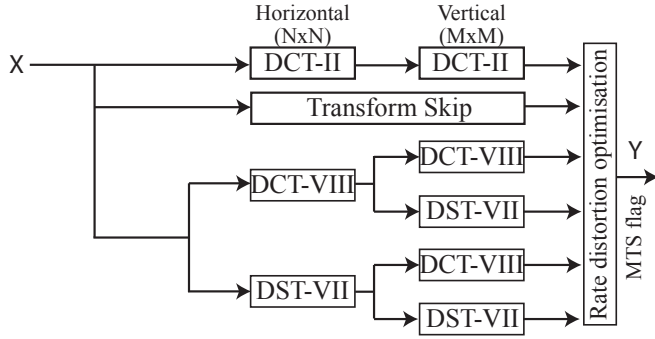 Horizontal
(NxN)
Vertical
(MxM)
X
DCT-II
DCT-II
Transform Skip
DCT-VIII
DCT-VIII
DST-VII
DST-VII
DCT-VIII
DST-VII
Rate distortion optimisation
Y
MTS flag